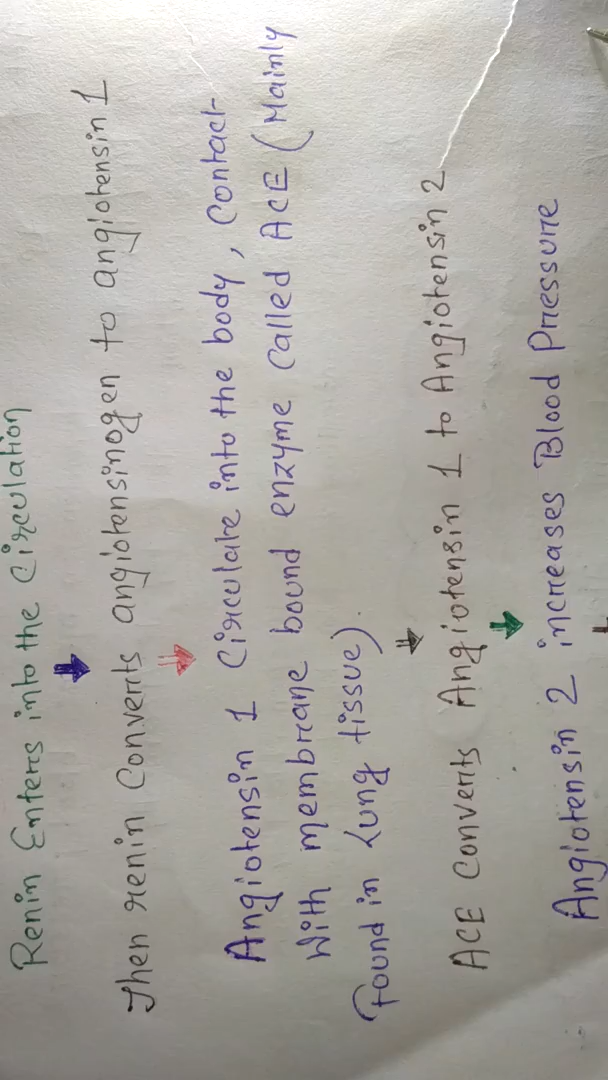 Renin Enters into the Circulation
Then renin Converts angiotensinogen to angiotensin 1
Angiotensin 1 Circulate into the body, Contact
With membrane bound enzyme Called ACE (Mainly
found in Lung tissue).
ACE Converts Angiotensin 1 to Angiotensin 2
Angiotensin 2 increases Blood Pressure